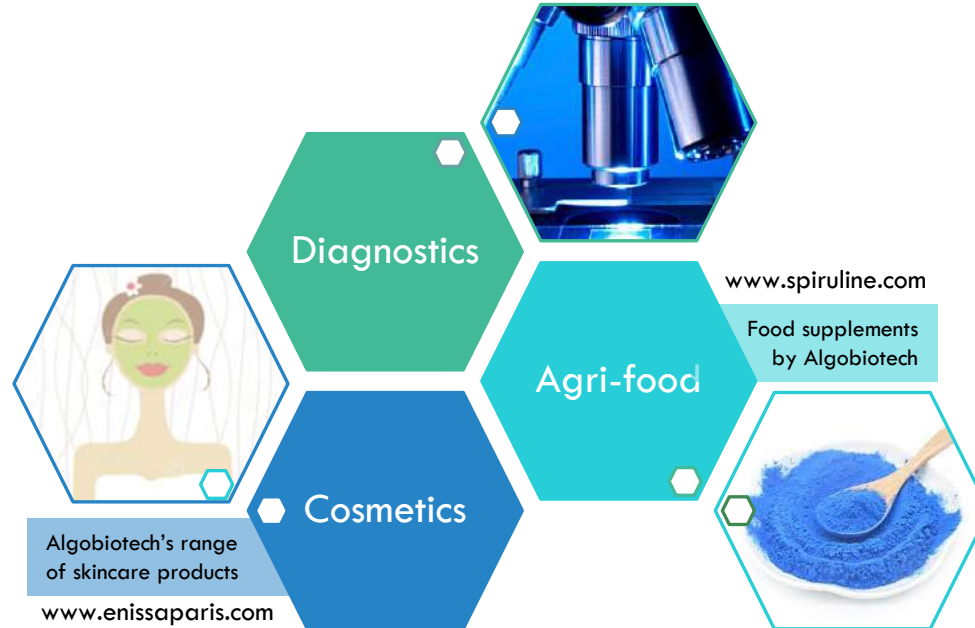 Diagnostics
www.spiruline.com
Food supplements
by Algobiotech
Agri-food
Cosmetics
Algobiotech’s range
of skincare products
www.enissaparis.com